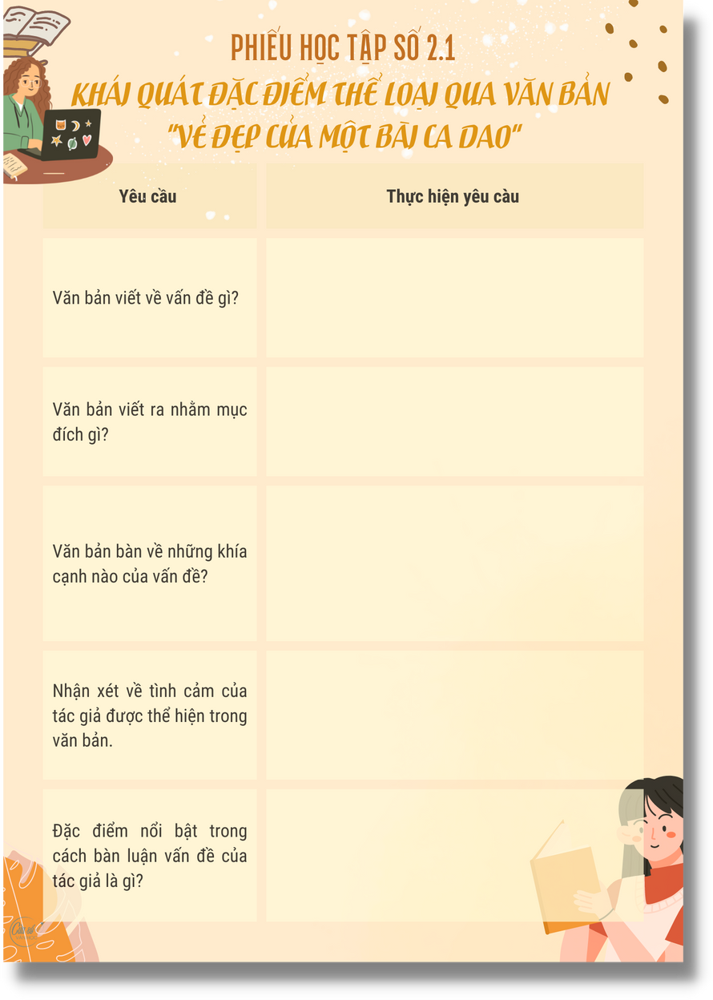 PHIẾU HỌC TẬP SỐ 2.1
KHÁI QUÁT ĐẶC ĐIỂM THỂ LOẠI QUA VĂN BẢN
"VẺ ĐẸP CỦA MỘT BÀI CA DAO"
Yêu cầu
Thực hiện yêu càu
Văn bản viết về vấn đề gì?
Văn bản viết ra nhằm mục
đích gì?
Văn bản bàn về những khía
cạnh nào của vấn đề?
Nhận xét về tình cảm của
tác giả được thể hiện trong
văn bản.
Đặc điểm nổi bật trong
cách bàn luận vấn đề của
tác giả là gì?